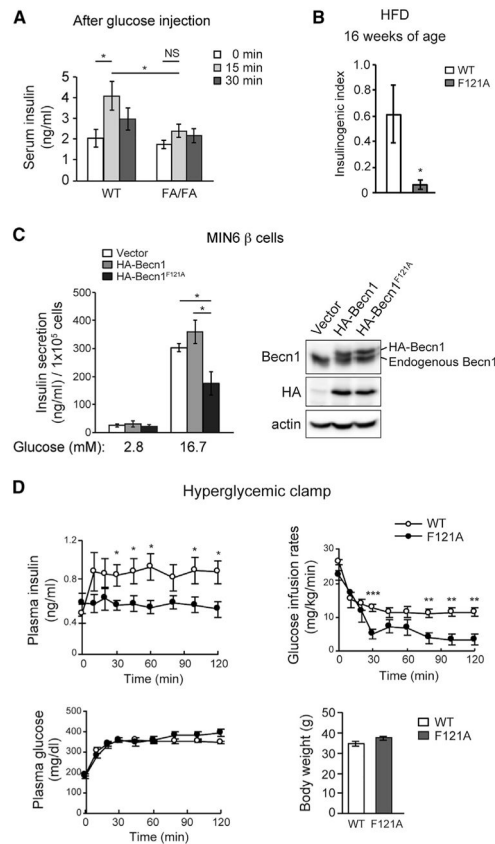 A
After glucose injection
NS
*
*
0 min
15 min
30 min
Serum insulin
(ng/ml)
5
4
3
2
1
0
WT
FA/FA
B
HFD
16 weeks of age
WT
F121A
Insulinogenic index
1.0
0.8
0.6
0.4
0.2
0
*
C
MIN6 β cells
Vector
HA-Becn1
HA-Becn1F121A
Insulin secretion
(ng/ml) / 1x10⁵ cells
500
400
300
200
100
0
*
*
Glucose (mM): 2.8 16.7
Vector
HA-Becn1
HA-Becn1F121A
Becn1
HA-Becn1
Endogenous Becn1
HA
actin
D
Hyperglycemic clamp
Plasma insulin
ng/ml
1.2
0.8
0.4
* * * * *
0 30 60 90 120
Time (min)
WT
F121A
Glucose infusion rates
(mg/kg/min)
30
20
10
0
*** ** ** **
0 30 60 90 120
Time (min)
Plasma glucose
(mg/dl)
400
300
200
100
0
0 30 60 90 120
Time (min)
WT
F121A
Body weight (g)
50
40
30
20
10
0
WT F121A